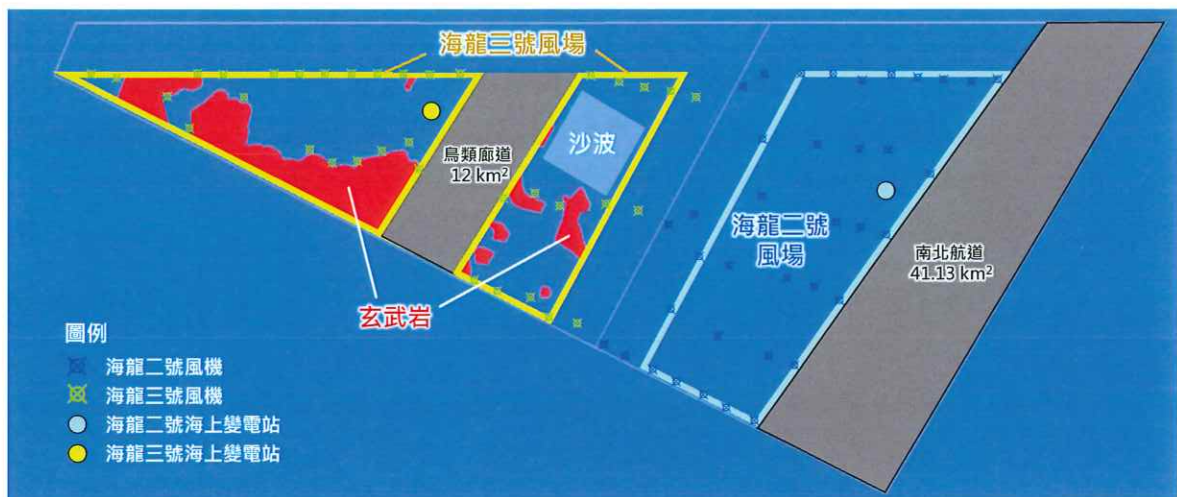 海龍三號風場
沙波
鳥類廊道
12 km²
海龍二號
風場
南北航道
41.13 km²
玄武岩
圖例
海龍二號風機
海龍三號風機
海龍二號海上變電站
海龍三號海上變電站